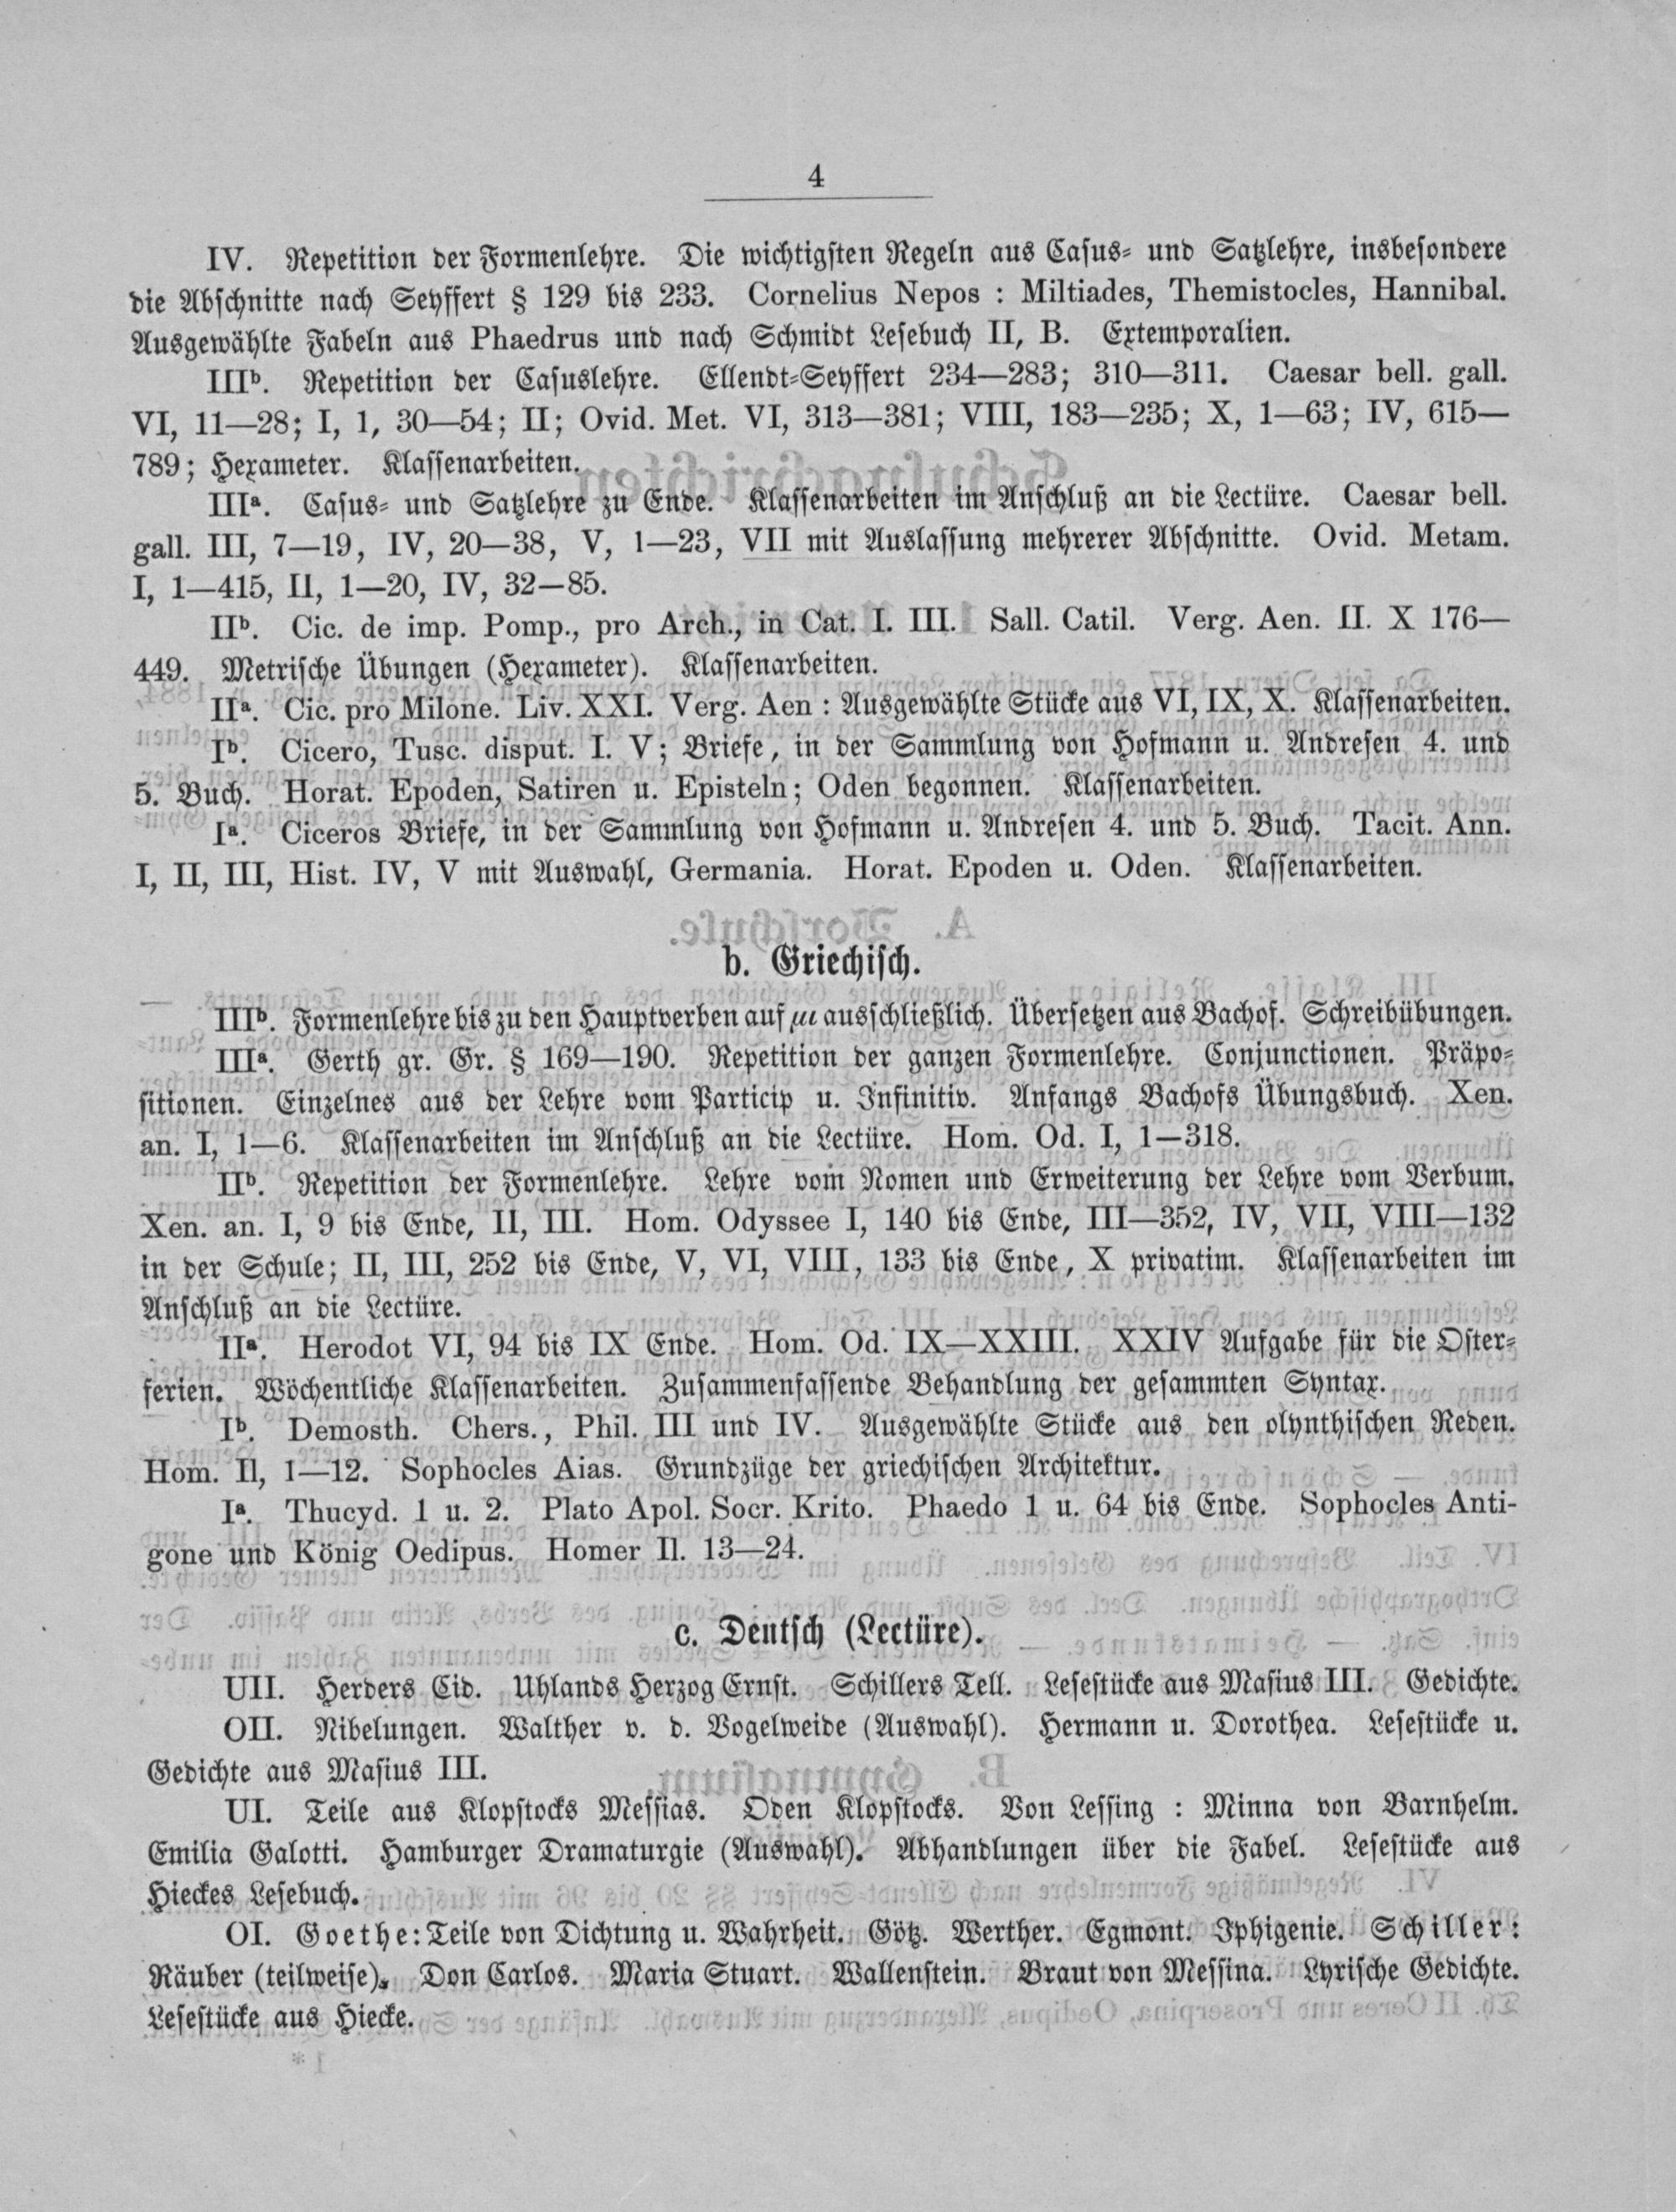 4
IV. Repetition der Formenlehre. Die wichtigsten Regeln aus Casus- und Satzlehre, insbesondere
die Abschnitte nach Seyffert § 129 bis 233. Cornelius Nepos : Miltiades, Themistocles, Hannibal.
Ausgewählte Fabeln aus Phaedrus und nach Schmidt Lesebuch II, B. Extemporalien.
IIIb. Repetition der Casuslehre. Ellendt-Seyffert 234—283; 310—311. Caesar bell. gall.
VI, 11—28; I, 1, 30—54; II; Ovid. Met. VI, 313—381; VIII, 183—235; X, 1—63; IV, 615—
789; Hexameter. Klassenarbeiten.
IIIa. Casus- und Satzlehre zu Ende. Klassenarbeiten im Anschluß an die Lectüre. Caesar bell.
gall. III, 7—19, IV, 20—38, V, 1—23, VII mit Auslassung mehrerer Abschnitte. Ovid. Metam.
I, 1—415, II, 1—20, IV, 32—85.
IIb. Cic. de imp. Pomp., pro Arch., in Cat. I. III. Sall. Catil. Verg. Aen. II. X 176—
449. Metrische Übungen (Hexameter). Klassenarbeiten.
IIa. Cic. pro Milone. Liv. XXI. Verg. Aen : Ausgewählte Stücke aus VI, IX, X. Klassenarbeiten.
Ib. Cicero, Tusc. disput. I. V; Briefe, in der Sammlung von Hofmann u. Andresen 4. und
5. Buch. Horat. Epoden, Satiren u. Episteln; Oden begonnen. Klassenarbeiten.
Ia. Ciceros Briefe, in der Sammlung von Hofmann u. Andresen 4. und 5. Buch. Tacit. Ann.
I, II, III, Hist. IV, V mit Auswahl, Germania. Horat. Epoden u. Oden. Klassenarbeiten.
b. Griechisch.
IIIb. Formenlehre bis zu den Hauptverben auf μι ausschließlich. Übersetzen aus Bachof. Schreibübungen.
IIIa. Gerth gr. Gr. § 169—190. Repetition der ganzen Formenlehre. Conjunctionen. Präpo-
sitionen. Einzelnes aus der Lehre vom Particip u. Infinitiv. Anfangs Bachofs Übungsbuch. Xen.
an. I, 1—6. Klassenarbeiten im Anschluß an die Lectüre. Hom. Od. I, 1—318.
IIb. Repetition der Formenlehre. Lehre vom Nomen und Erweiterung der Lehre vom Verbum.
Xen. an. I, 9 bis Ende, II, III. Hom. Odyssee I, 140 bis Ende, III—352, IV, VII, VIII—132
in der Schule; II, III, 252 bis Ende, V, VI, VIII, 133 bis Ende, X privatim. Klassenarbeiten im
Anschluß an die Lectüre.
IIa. Herodot VI, 94 bis IX Ende. Hom. Od. IX—XXIII. XXIV Aufgabe für die Oster-
ferien. Wöchentliche Klassenarbeiten. Zusammenfassende Behandlung der gesammten Syntax.
Ib. Demosth. Chers., Phil. III und IV. Ausgewählte Stücke aus den olynthischen Reden.
Hom. Il, 1—12. Sophocles Aias. Grundzüge der griechischen Architektur.
Ia. Thucyd. 1 u. 2. Plato Apol. Socr. Krito. Phaedo 1 u. 64 bis Ende. Sophocles Anti-
gone und König Oedipus. Homer Il. 13—24.
c. Deutsch (Lectüre).
UII. Herders Cid. Uhlands Herzog Ernst. Schillers Tell. Lesestücke aus Masius III. Gedichte.
OII. Nibelungen. Walther v. d. Vogelweide (Auswahl). Hermann u. Dorothea. Lesestücke u.
Gedichte aus Masius III.
UI. Teile aus Klopstocks Messias. Oden Klopstocks. Von Lessing : Minna von Barnhelm.
Emilia Galotti. Hamburger Dramaturgie (Auswahl). Abhandlungen über die Fabel. Lesestücke aus
Hieckes Lesebuch.
OI. Goethe: Teile von Dichtung u. Wahrheit. Götz. Werther. Egmont. Iphigenie. Schiller:
Räuber (teilweise). Don Carlos. Maria Stuart. Wallenstein. Braut von Messina. Lyrische Gedichte.
Lesestücke aus Hiecke.